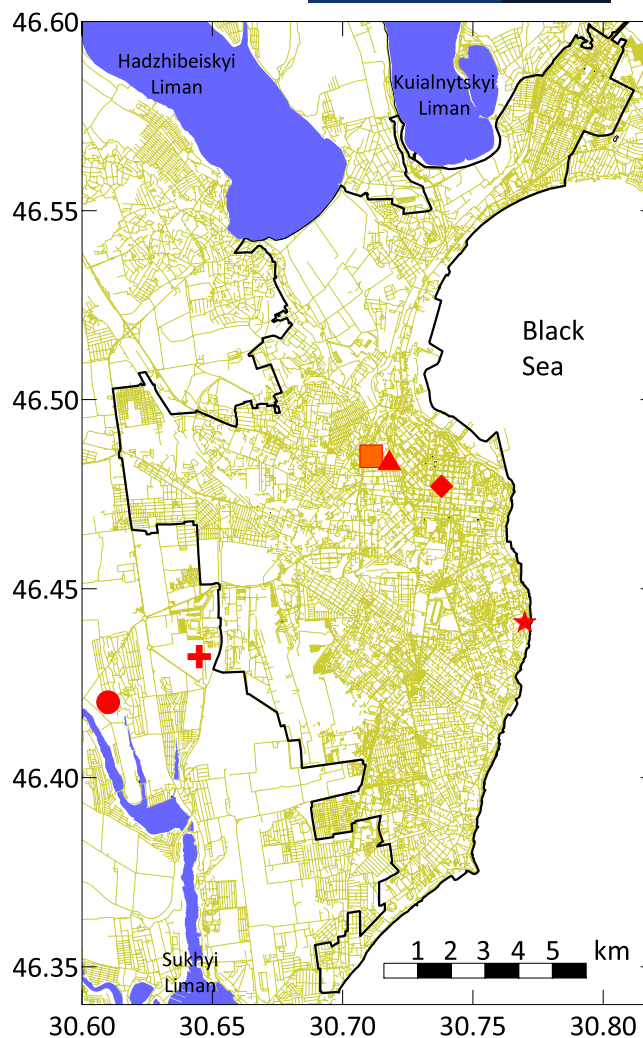 46.60
Hadzhibeiskyi
Liman
Kuialnytskyi
Liman
46.55
Black
Sea
46.50
46.45
46.40
Sukhyi
Liman
1 2 3 4 5 km
46.35
30.60 30.65 30.70 30.75 30.80